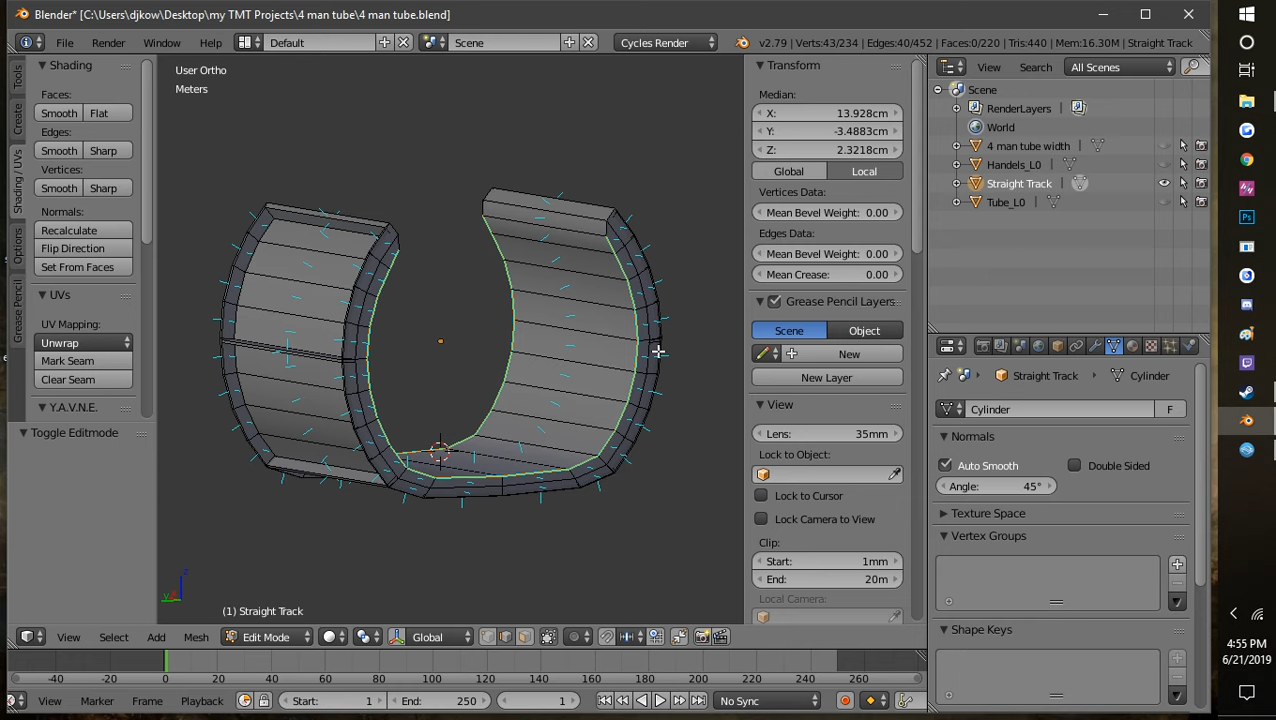 Blender* [C:\Users\djkow\Desktop\my TMT Projects\4 man tube\4 man tube.blend]
File Render Window Help Default Scene Cycles Render v2.79 | Verts:43/234 | Edges:40/452 | Faces:0/220 | Tris:440 | Mem:16.30M | Straight Track
Tools
Create
Shading / UVs
Options
Grease Pencil
Shading
Faces:
Smooth Flat
Edges:
Smooth Sharp
Vertices:
Smooth Sharp
Normals:
Recalculate
Flip Direction
Set From Faces
UVs
UV Mapping:
Unwrap
Mark Seam
Clear Seam
Y.A.V.N.E.
Toggle Editmode
User Ortho
Meters
z
(1) Straight Track
Transform
Median:
X: 13.928cm
Y: -3.4883cm
Z: 2.3218cm
Global Local
Vertices Data:
Mean Bevel Weight: 0.00
Edges Data:
Mean Bevel Weight: 0.00
Mean Crease: 0.00
Grease Pencil Layers
Scene Object
New
New Layer
View
Lens: 35mm
Lock to Object:
Lock to Cursor
Lock Camera to View
Clip:
Start: 1mm
End: 20m
Local Camera:
View Search All Scenes
Scene
RenderLayers
World
4 man tube width
Handels_L0
Straight Track
Tube_L0
Straight Track Cylinder
Cylinder F
Normals
Auto Smooth Double Sided
Angle: 45°
Texture Space
Vertex Groups
Shape Keys
View Select Add Mesh Edit Mode Global
-40 -20 0 20 40 60 80 100 120 140 160 180 200 220 240 260
View Marker Frame Playback Start: 1 End: 250 1 No Sync
Ps
4:55 PM
6/21/2019